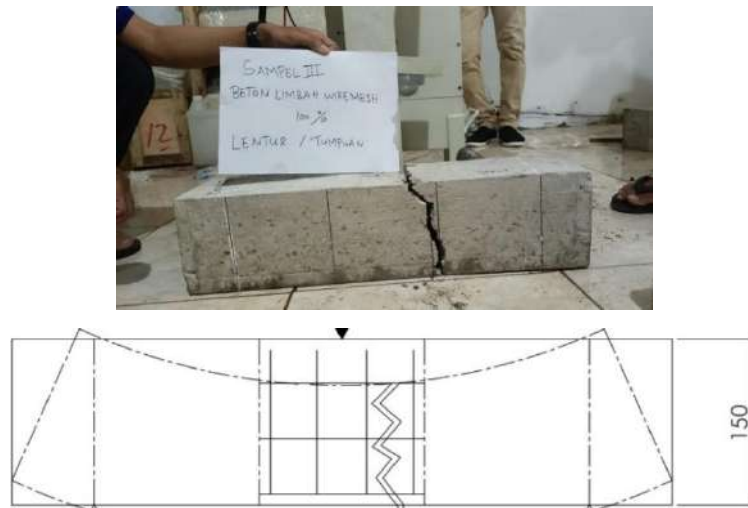 SAMPEL III
BETON LIMBAH WIREMESH
100 %
LENTUR / TUMPUAN
12
150